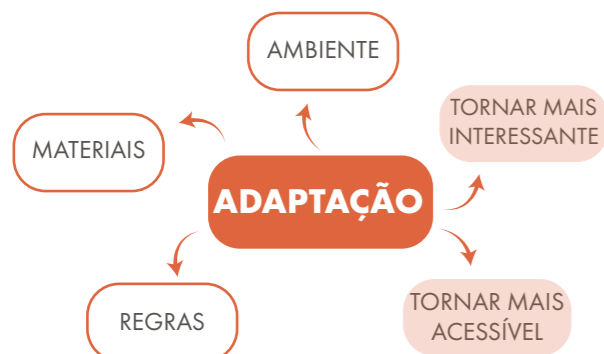 AMBIENTE
TORNAR MAIS
INTERESSANTE
MATERIAIS
ADAPTAÇÃO
REGRAS
TORNAR MAIS
ACESSÍVEL